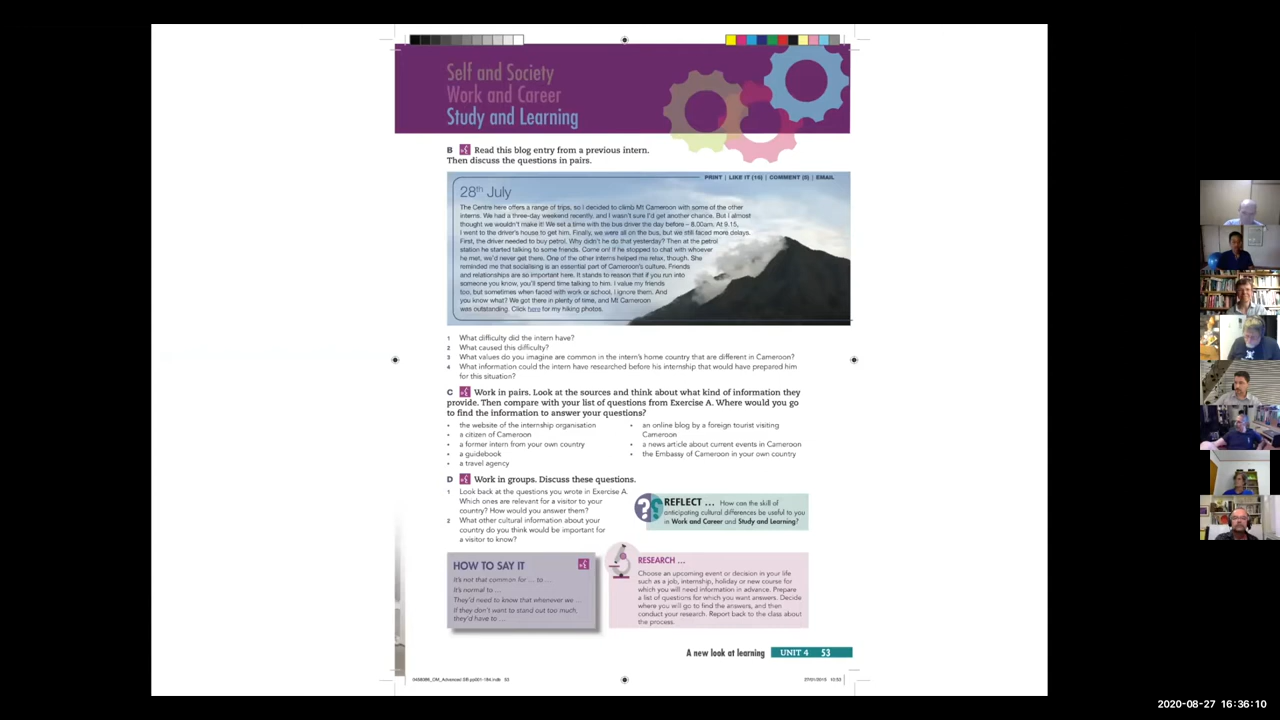 Self and Society
Work and Career
Study and Learning
B Read this blog entry from a previous intern.
Then discuss the questions in pairs.
PRINT | LIKE IT (15) | COMMENT (5) | EMAIL
28th July
The Centre here offers a range of trips, so I decided to climb Mt Cameroon with some of the other
interns. We had a three-day weekend recently, and I wasn't sure I'd get another chance. But I almost
thought we wouldn't make it! We set a time with the bus driver the day before – 8.00am. At 9.15,
I went to the driver's house to get him. Finally, we were all on the bus, but we still faced more delays.
First, the driver needed to buy petrol. Why didn't he do that yesterday? Then at the petrol
station he started talking to some friends. Come on! If he stopped to chat with whoever
he met, we'd never get there. One of the other interns helped me relax, though. She
reminded me that socialising is an essential part of Cameroon's culture. Friends
and relationships are so important here. It stands to reason that if you run into
someone you know, you'll spend time talking to him. I value my friends
too, but sometimes when faced with work or school, I ignore them. And
you know what? We got there in plenty of time, and Mt Cameroon
was outstanding. Click here for my hiking photos.
1 What difficulty did the intern have?
2 What caused this difficulty?
3 What values do you imagine are common in the intern's home country that are different in Cameroon?
4 What information could the intern have researched before his internship that would have prepared him
for this situation?
C Work in pairs. Look at the sources and think about what kind of information they
provide. Then compare with your list of questions from Exercise A. Where would you go
to find the information to answer your questions?
• the website of the internship organisation
• a citizen of Cameroon
• a former intern from your own country
• a guidebook
• a travel agency
• an online blog by a foreign tourist visiting
Cameroon
• a news article about current events in Cameroon
• the Embassy of Cameroon in your own country
D Work in groups. Discuss these questions.
1 Look back at the questions you wrote in Exercise A.
Which ones are relevant for a visitor to your
country? How would you answer them?
2 What other cultural information about your
country do you think would be important for
a visitor to know?
REFLECT ... How can the skill of
anticipating cultural differences be useful to you
in Work and Career and Study and Learning?
HOW TO SAY IT
It's not that common for ... to ...
It's normal to ...
They'd need to know that whenever we ...
If they don't want to stand out too much,
they'd have to ...
RESEARCH ...
Choose an upcoming event or decision in your life
such as a job, internship, holiday or new course for
which you will need information in advance. Prepare
a list of questions for which you want answers. Decide
where you will go to find the answers, and then
conduct your research. Report back to the class about
the process.
A new look at learning UNIT 4 53
2020-08-27 16:36:10